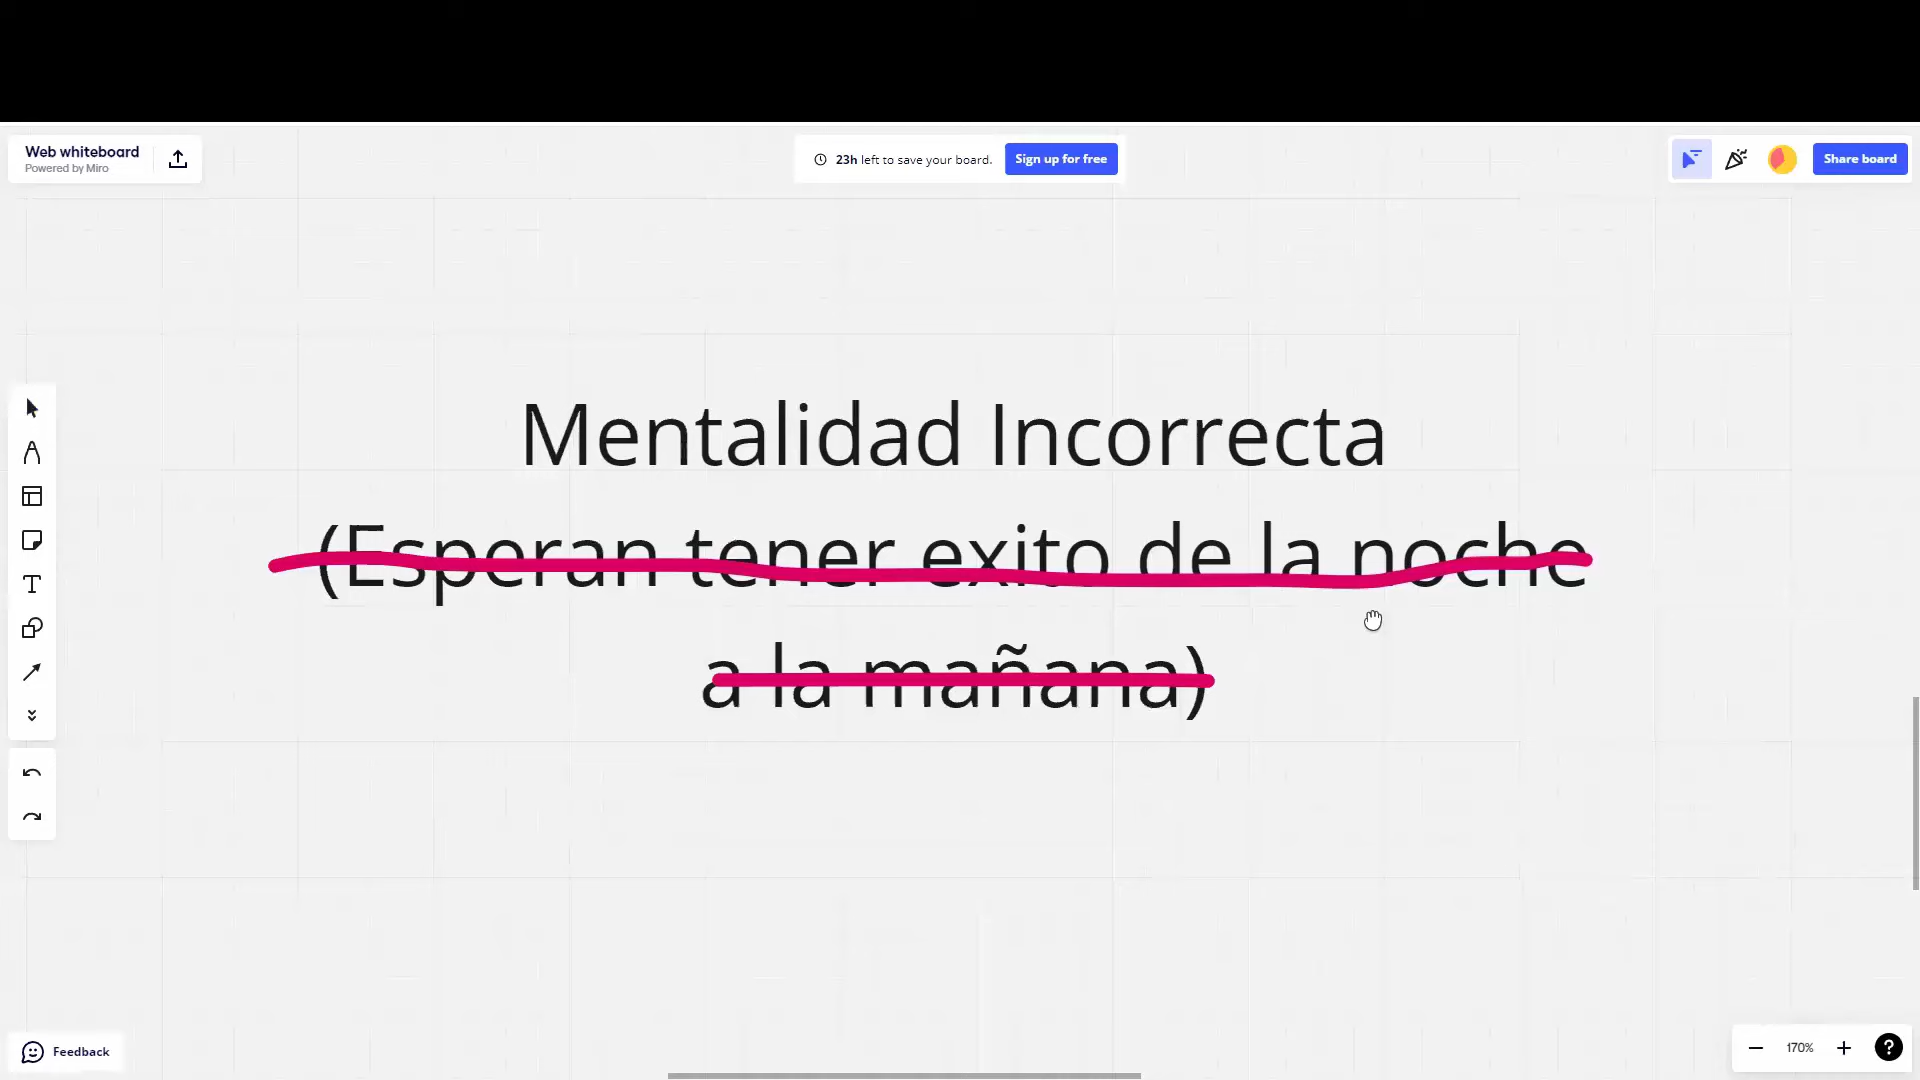 Web whiteboard
Powered by Miro
23h left to save your board.
Sign up for free
Share board
Mentalidad Incorrecta
(Esperan tener exito de la noche
a la mañana)
Feedback
170%